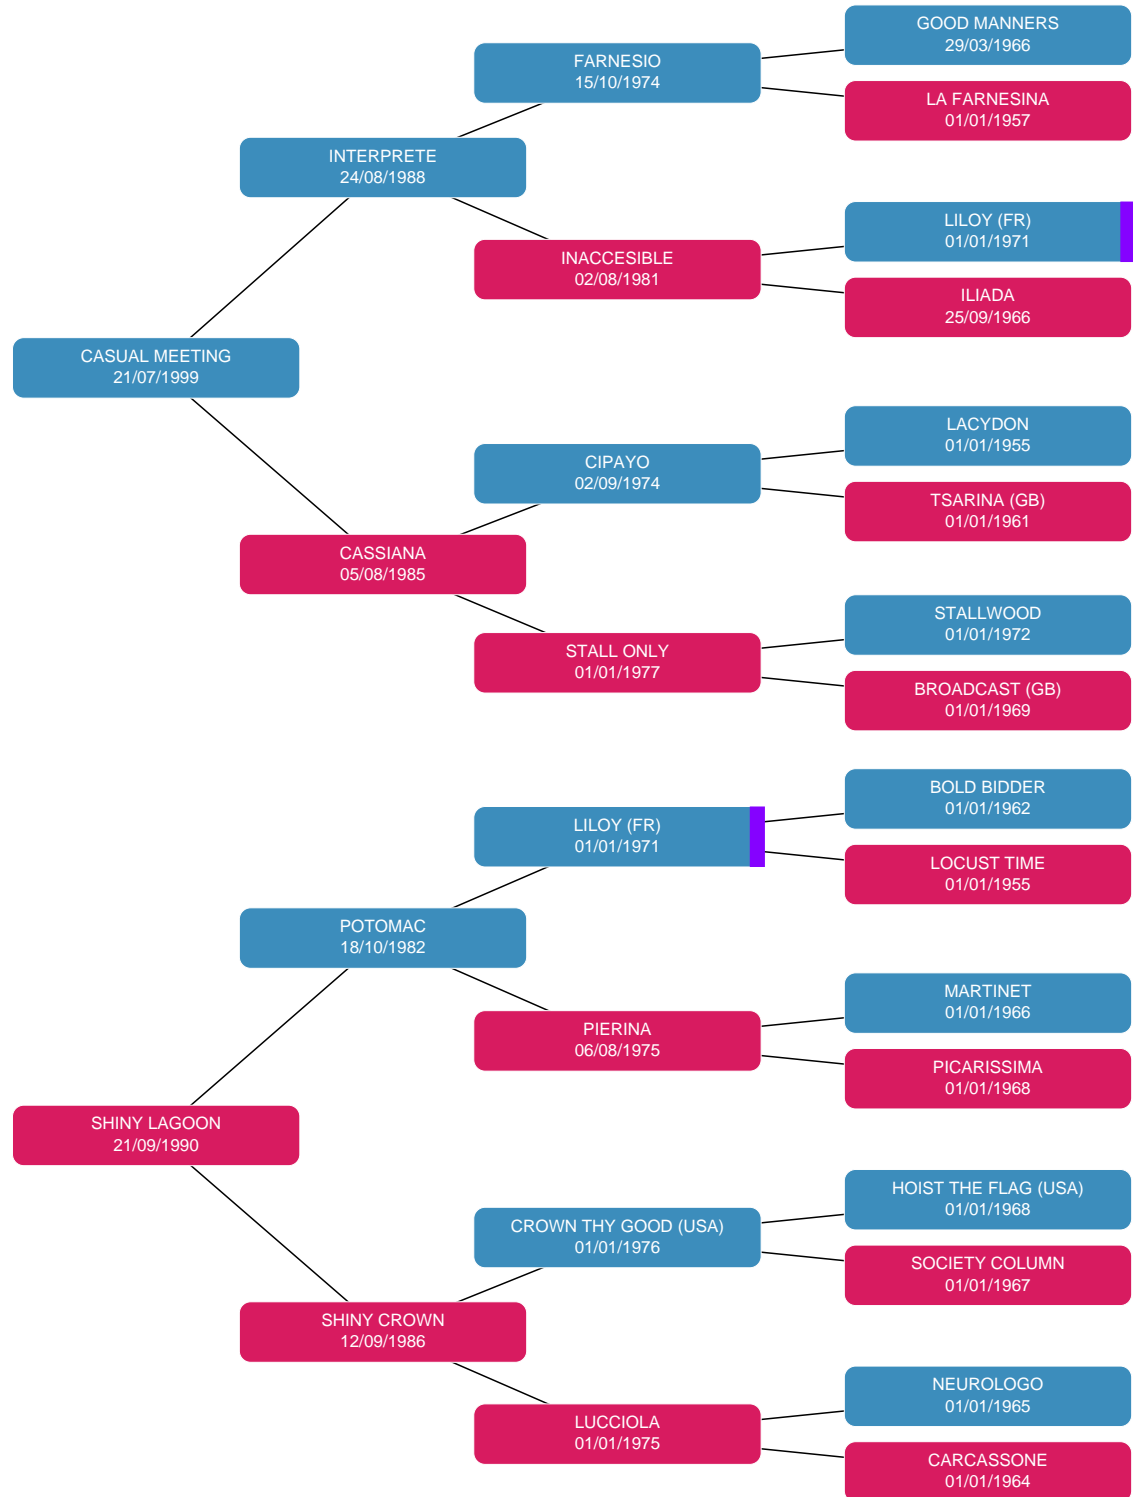 GOOD MANNERS
29/03/1966
FARNESIO
15/10/1974
LA FARNESINA
01/01/1957
INTERPRETE
24/08/1988
LILOY (FR)
01/01/1971
INACCESIBLE
02/08/1981
ILIADA
25/09/1966
CASUAL MEETING
21/07/1999
LACYDON
01/01/1955
CIPAYO
02/09/1974
TSARINA (GB)
01/01/1961
CASSIANA
05/08/1985
STALLWOOD
01/01/1972
STALL ONLY
01/01/1977
BROADCAST (GB)
01/01/1969
BOLD BIDDER
01/01/1962
LILOY (FR)
01/01/1971
LOCUST TIME
01/01/1955
POTOMAC
18/10/1982
MARTINET
01/01/1966
PIERINA
06/08/1975
PICARISSIMA
01/01/1968
SHINY LAGOON
21/09/1990
HOIST THE FLAG (USA)
01/01/1968
CROWN THY GOOD (USA)
01/01/1976
SOCIETY COLUMN
01/01/1967
SHINY CROWN
12/09/1986
NEUROLOGO
01/01/1965
LUCCIOLA
01/01/1975
CARCASSONE
01/01/1964